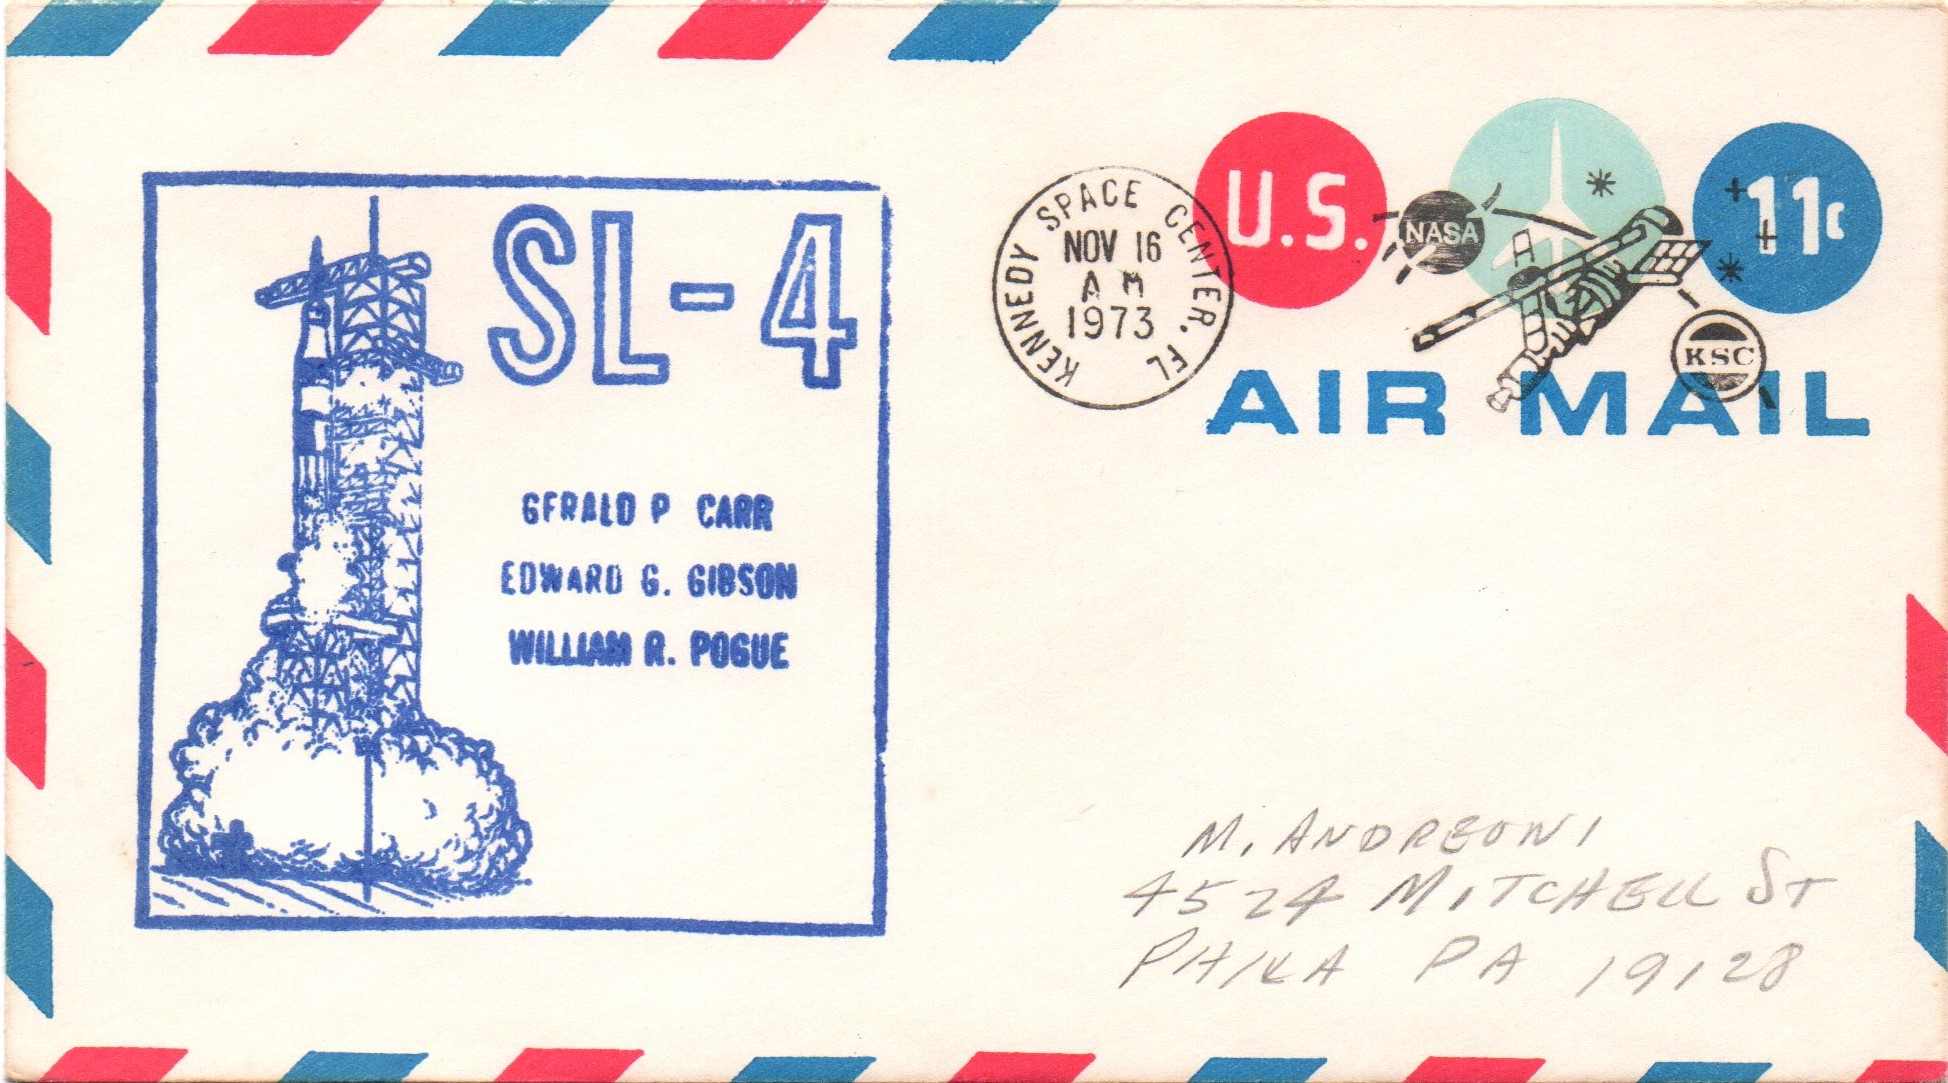 SL-4
GERALD P CARR
EDWARD G. GIBSON
WILLIAM R. POGUE
KENNEDY SPACE CENTER, FL
NOV 16
AM
1973
U.S.
NASA
11c
KSC
AIR MAIL
M. ANDREONI
4524 MITCHELL ST
PHILA PA 19128